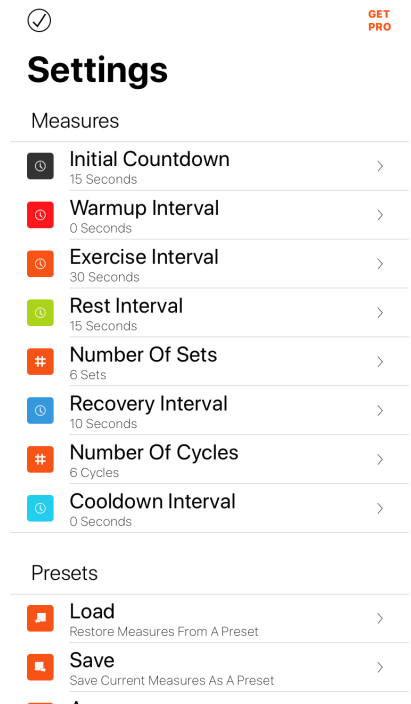 GET
PRO
Settings
Measures
Initial Countdown
15 Seconds
Warmup Interval
0 Seconds
Exercise Interval
30 Seconds
Rest Interval
15 Seconds
Number Of Sets
6 Sets
Recovery Interval
10 Seconds
Number Of Cycles
6 Cycles
Cooldown Interval
0 Seconds
Presets
Load
Restore Measures From A Preset
Save
Save Current Measures As A Preset